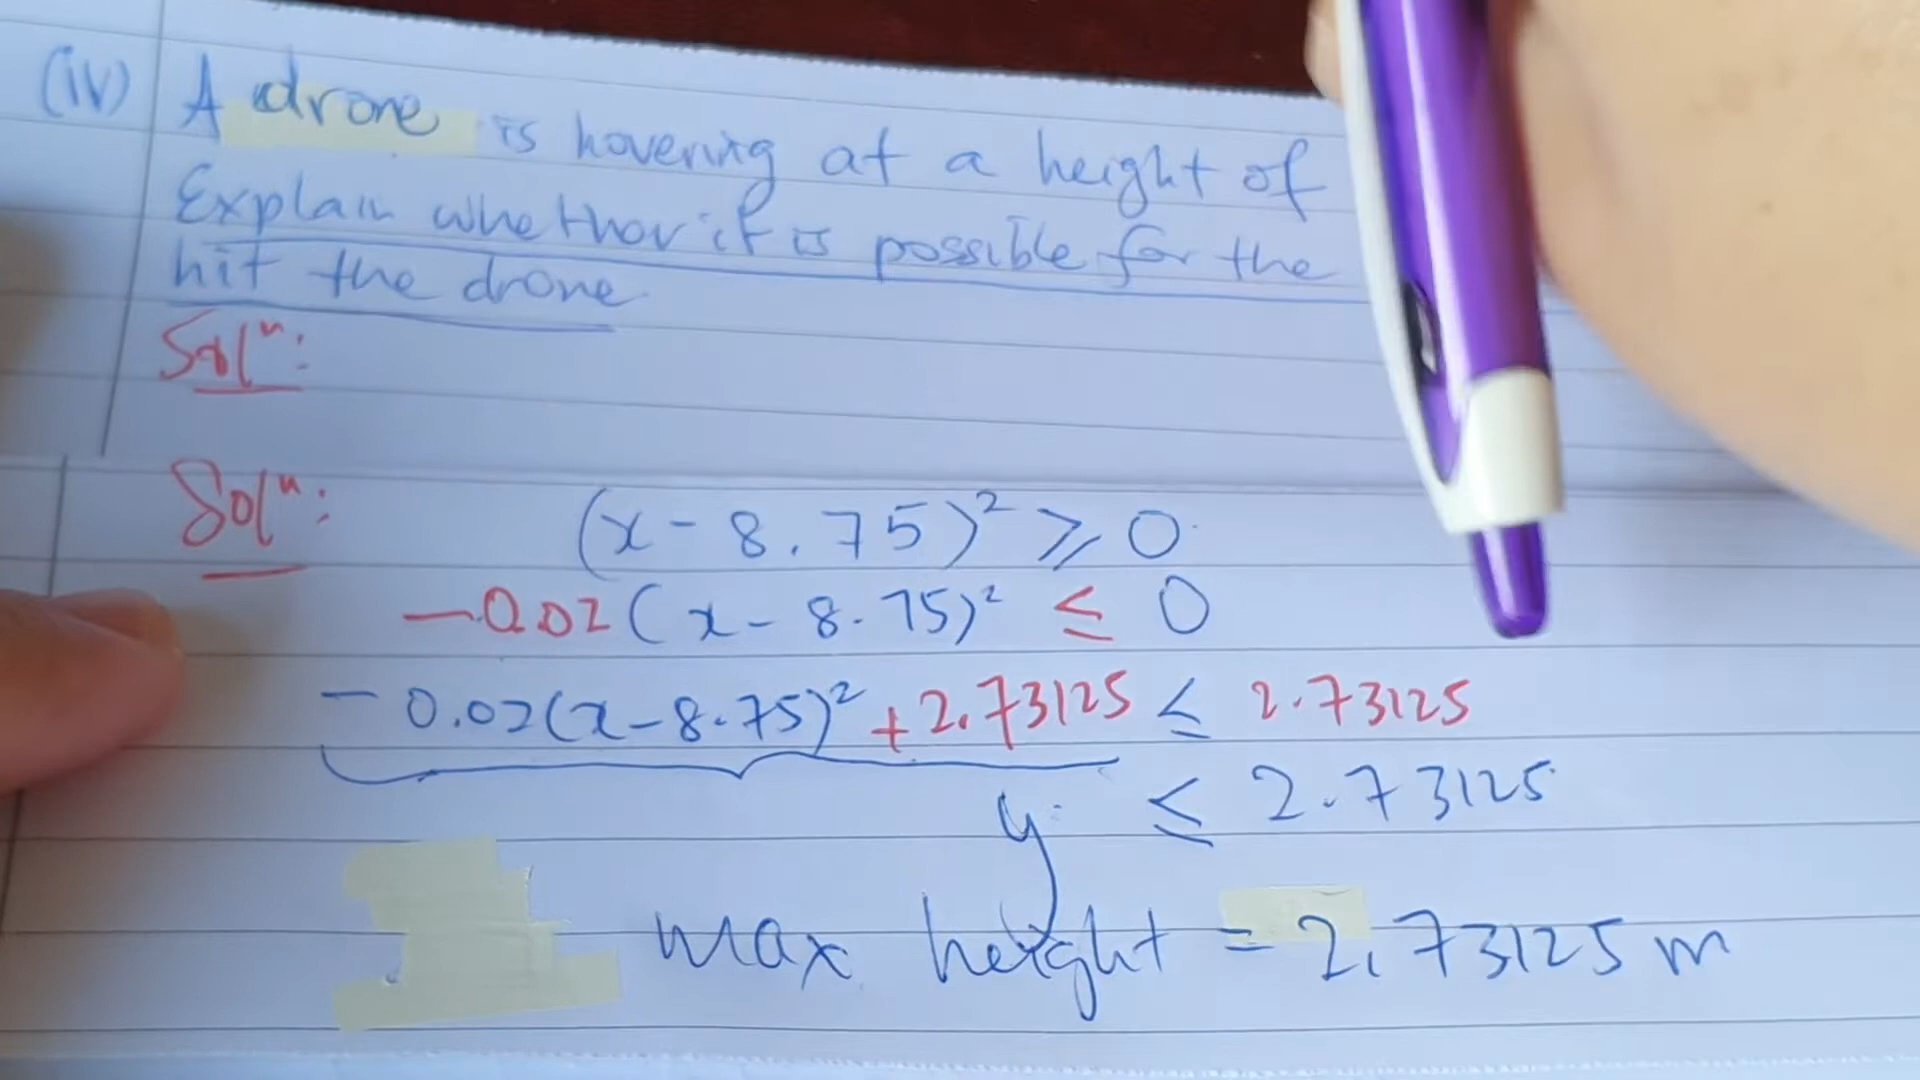 (iv) A drone is hovering at a height of
Explain whether it is possible for the
hit the drone
Solⁿ:
Solⁿ: (x - 8.75)² ⩾ 0
-0.02(x - 8.75)² ≤ 0
-0.02(x-8.75)² + 2.73125 ≤ 2.73125
y ≤ 2.73125
max height = 2.73125 m